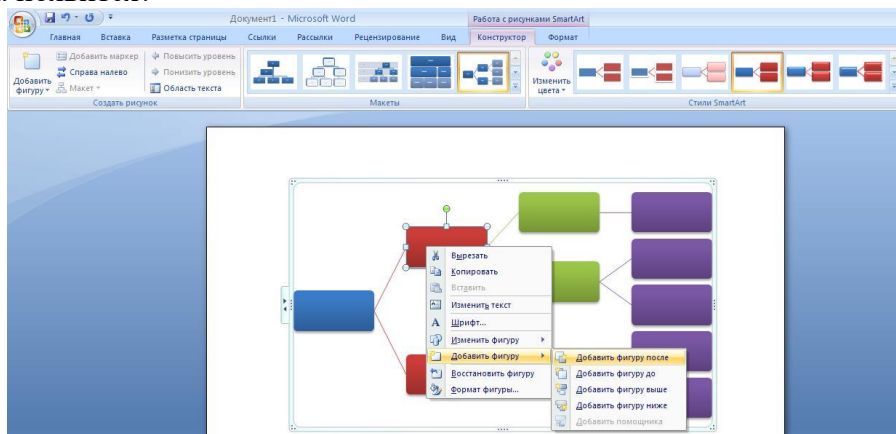 Документ1 - Microsoft Word
Работа с рисунками SmartArt
Главная Вставка Разметка страницы Ссылки Рассылки Рецензирование Вид Конструктор Формат
Добавить фигуру
Добавить маркер
Справа налево
Макет
Повысить уровень
Понизить уровень
Область текста
Изменить цвета
Создать рисунок
Макеты
Стили SmartArt
Вырезать
Копировать
Вставить
Изменить текст
Шрифт...
Изменить фигуру
Добавить фигуру
Восстановить фигуру
Формат фигуры...
Добавить фигуру после
Добавить фигуру до
Добавить фигуру выше
Добавить фигуру ниже
Добавить помощника